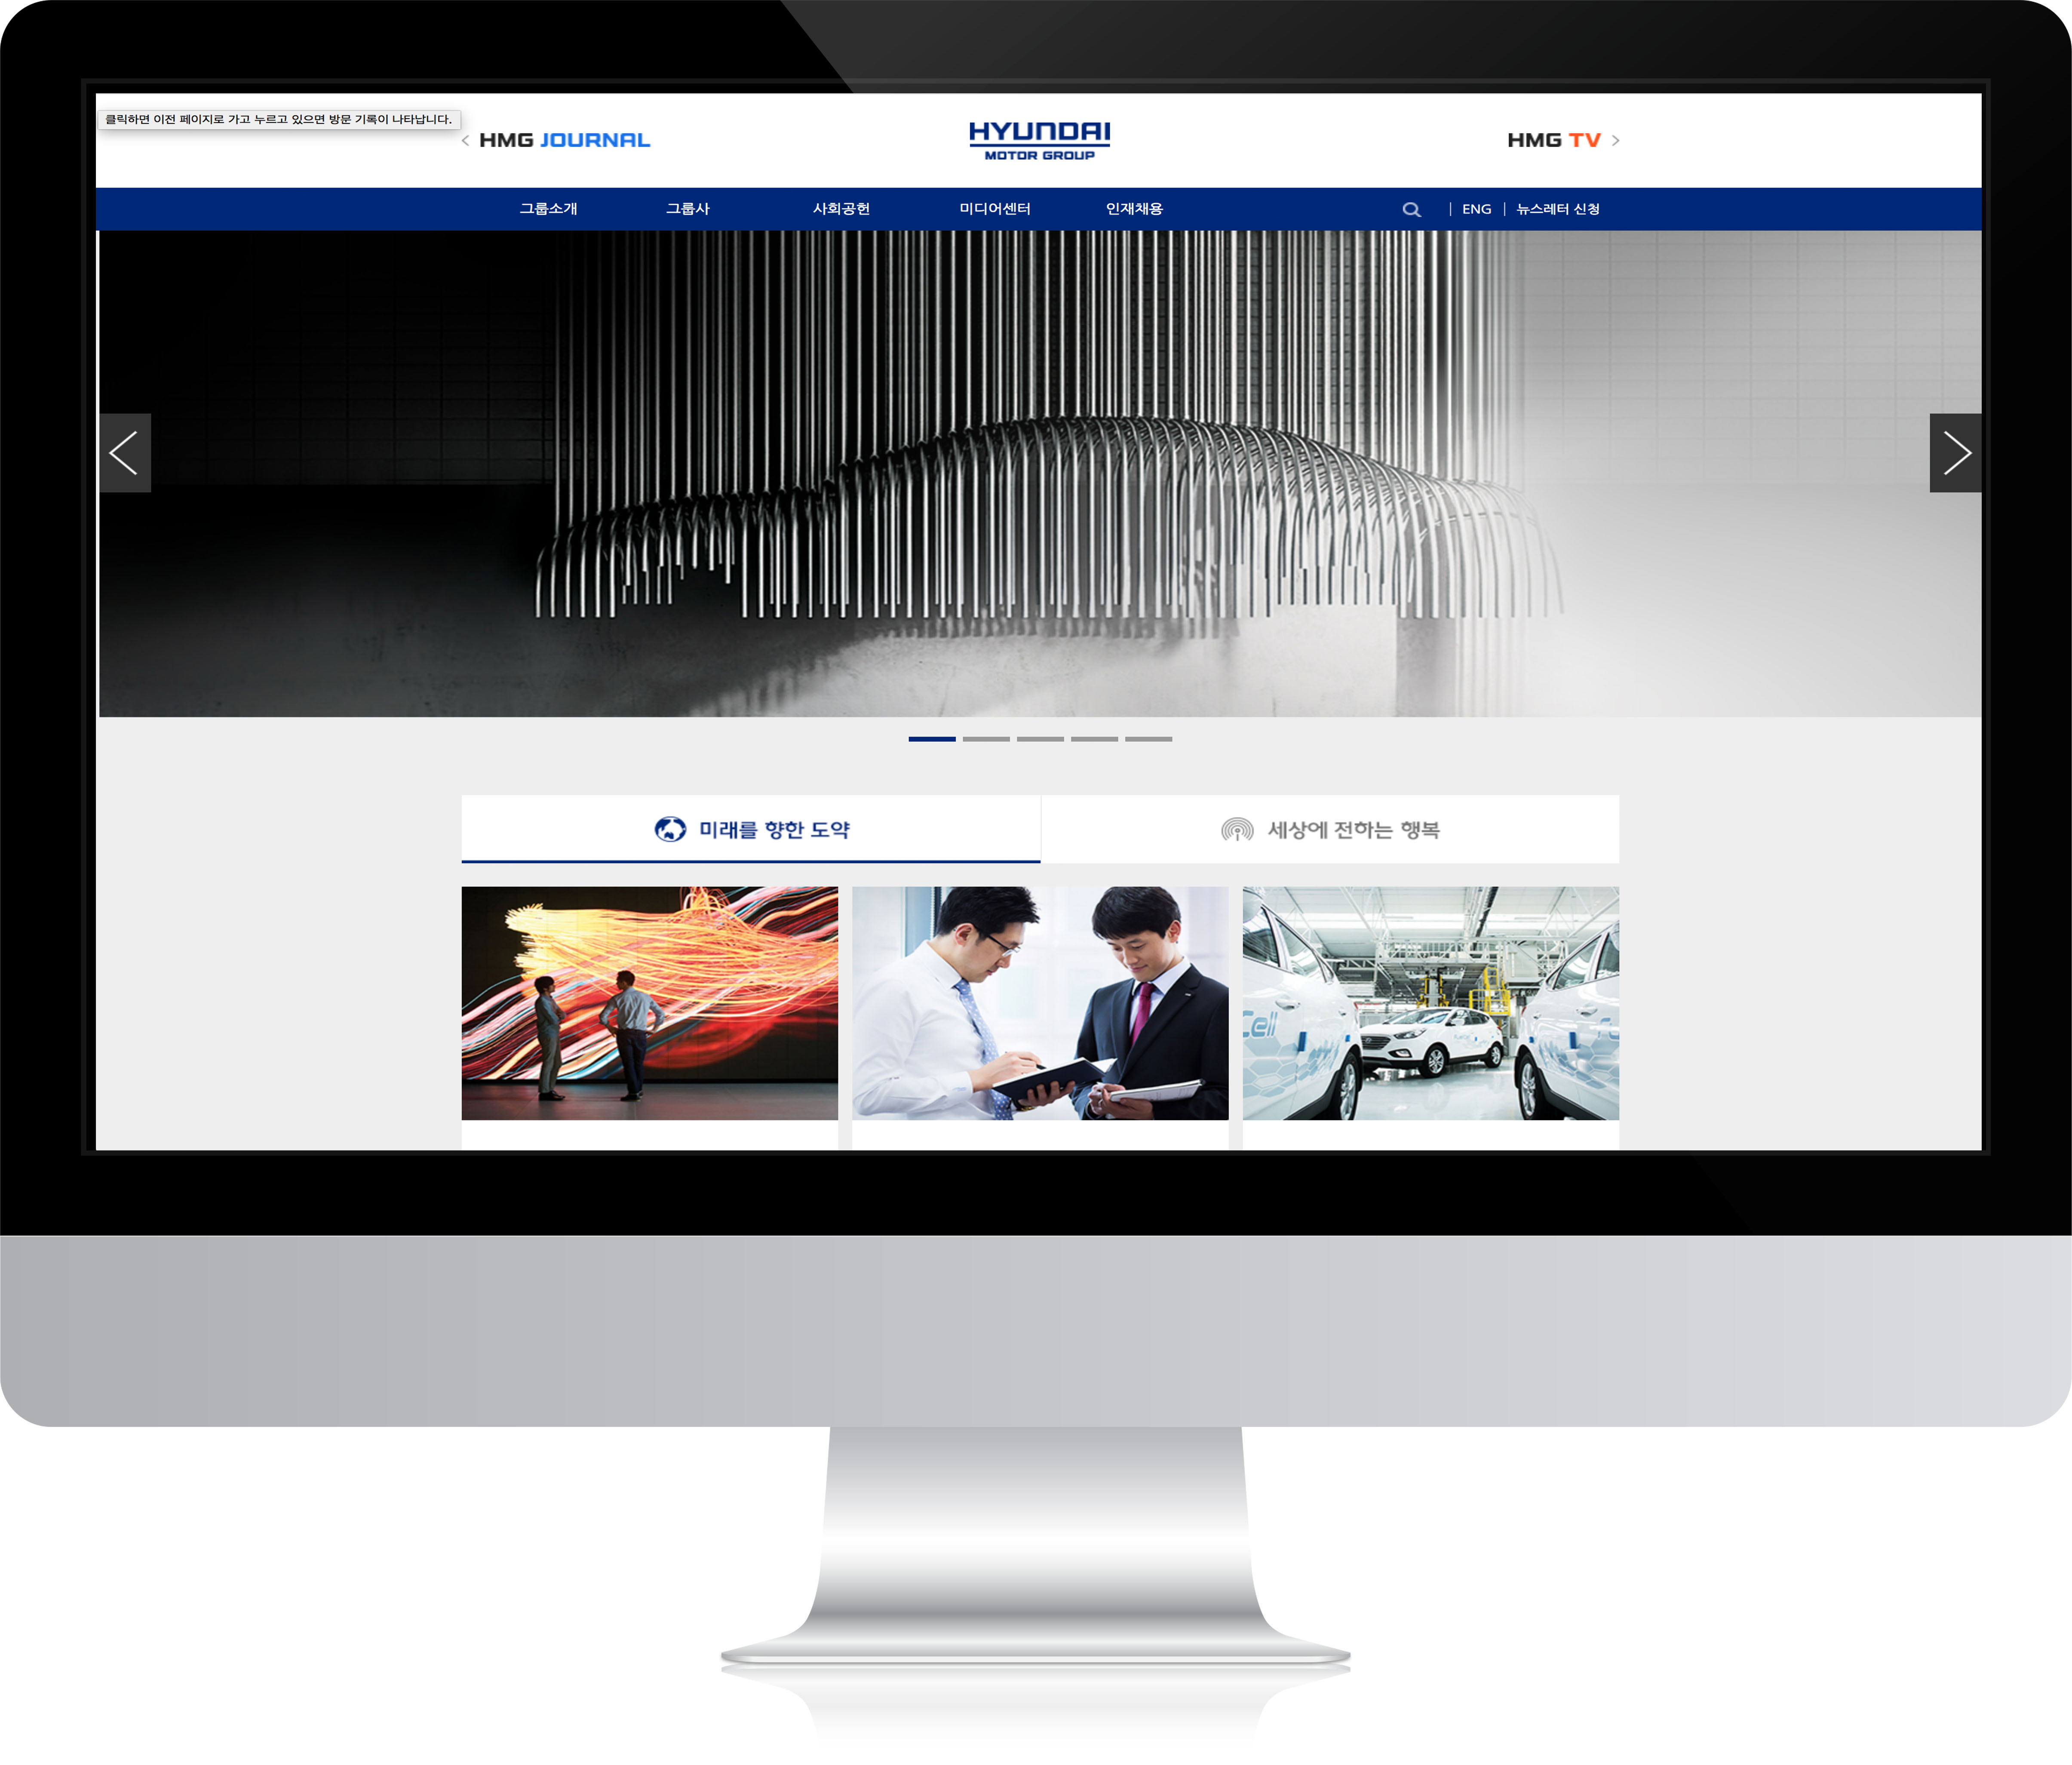 클릭하면 이전 페이지로 가고 누르고 있으면 방문 기록이 나타납니다.
HMG JOURNAL
HYUNDAI
MOTOR GROUP
HMG TV
그룹소개 그룹사 사회공헌 미디어센터 인재채용 ENG 뉴스레터 신청
미래를 향한 도약 세상에 전하는 행복
Cell